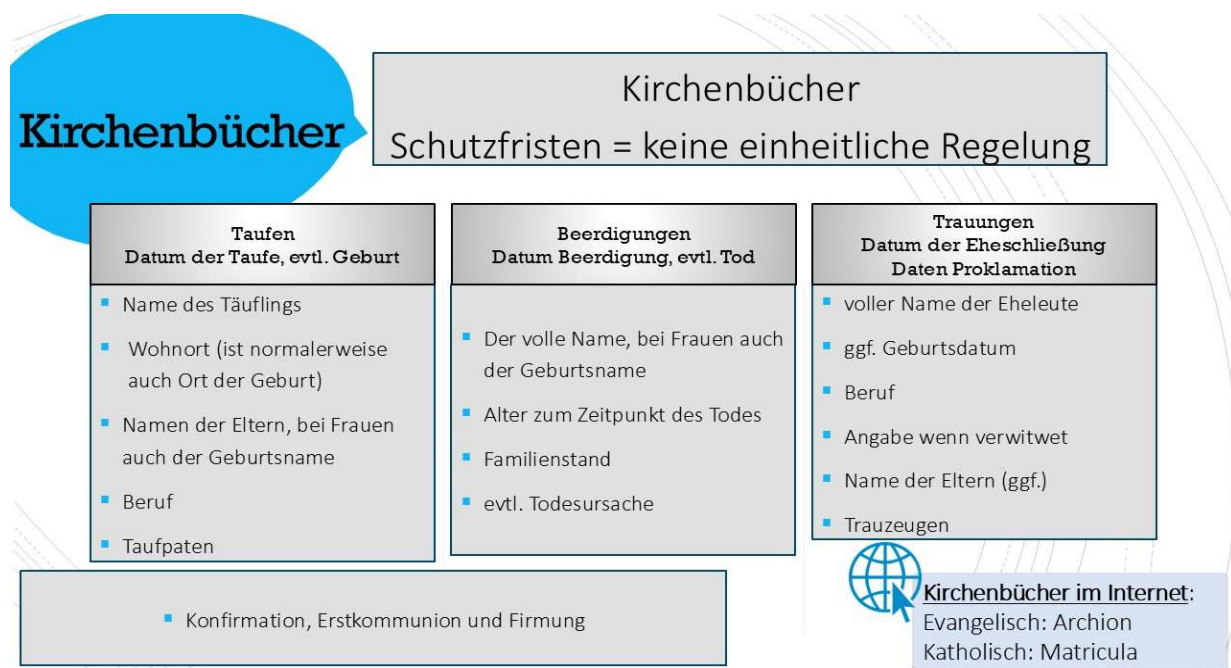 Kirchenbücher
Kirchenbücher
Schutzfristen = keine einheitliche Regelung
Taufen
Datum der Taufe, evtl. Geburt
Name des Täuflings
Wohnort (ist normalerweise
auch Ort der Geburt)
Namen der Eltern, bei Frauen
auch der Geburtsname
Beruf
Taufpaten
Beerdigungen
Datum Beerdigung, evtl. Tod
Der volle Name, bei Frauen auch
der Geburtsname
Alter zum Zeitpunkt des Todes
Familienstand
evtl. Todesursache
Trauungen
Datum der Eheschließung
Daten Proklamation
voller Name der Eheleute
ggf. Geburtsdatum
Beruf
Angabe wenn verwitwet
Name der Eltern (ggf.)
Trauzeugen
Konfirmation, Erstkommunion und Firmung
Kirchenbücher im Internet:
Evangelisch: Archion
Katholisch: Matricula